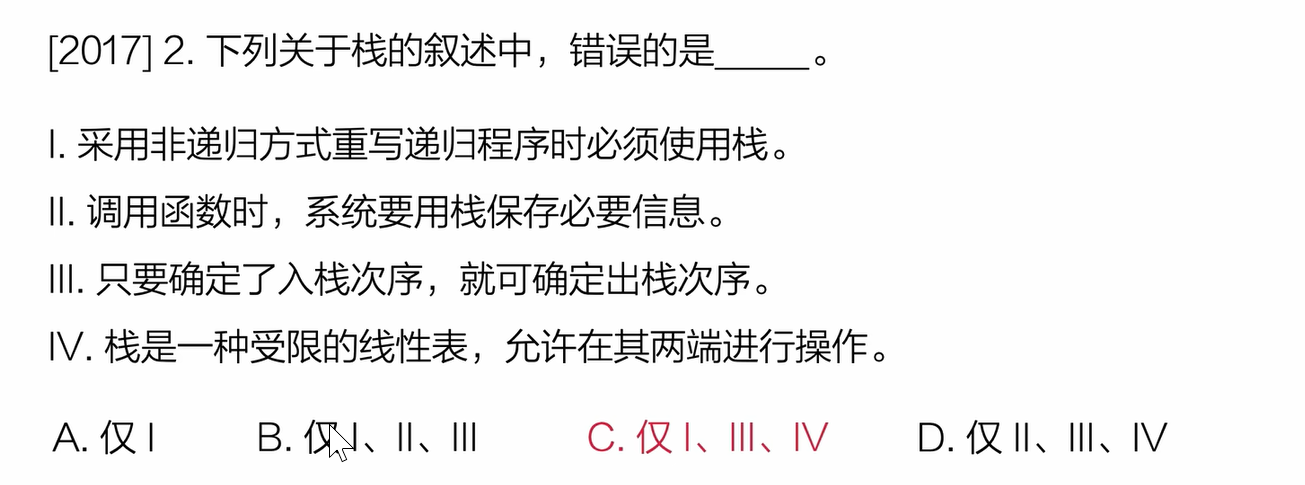 [2017] 2. 下列关于栈的叙述中，错误的是_____。
I. 采用非递归方式重写递归程序时必须使用栈。
II. 调用函数时，系统要用栈保存必要信息。
III. 只要确定了入栈次序，就可确定出栈次序。
IV. 栈是一种受限的线性表，允许在其两端进行操作。
A. 仅 I B. 仅 I、II、III C. 仅 I、III、IV D. 仅 II、III、IV